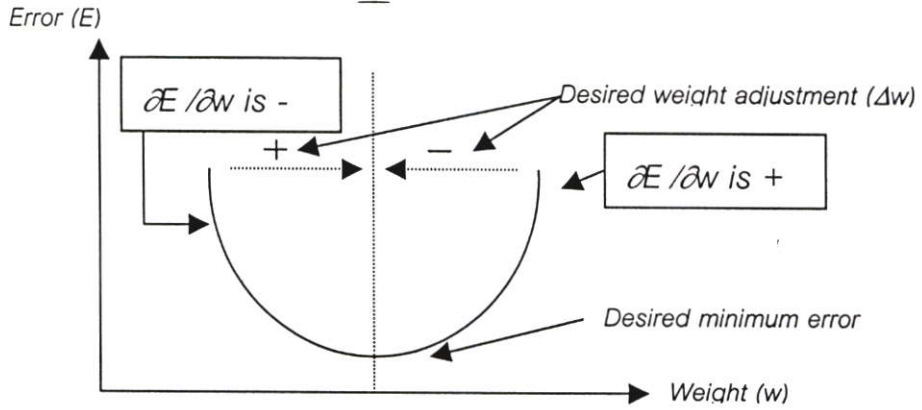 Error (E)
∂E /∂w is -
Desired weight adjustment (Δw)
+
−
∂E /∂w is +
Desired minimum error
Weight (w)